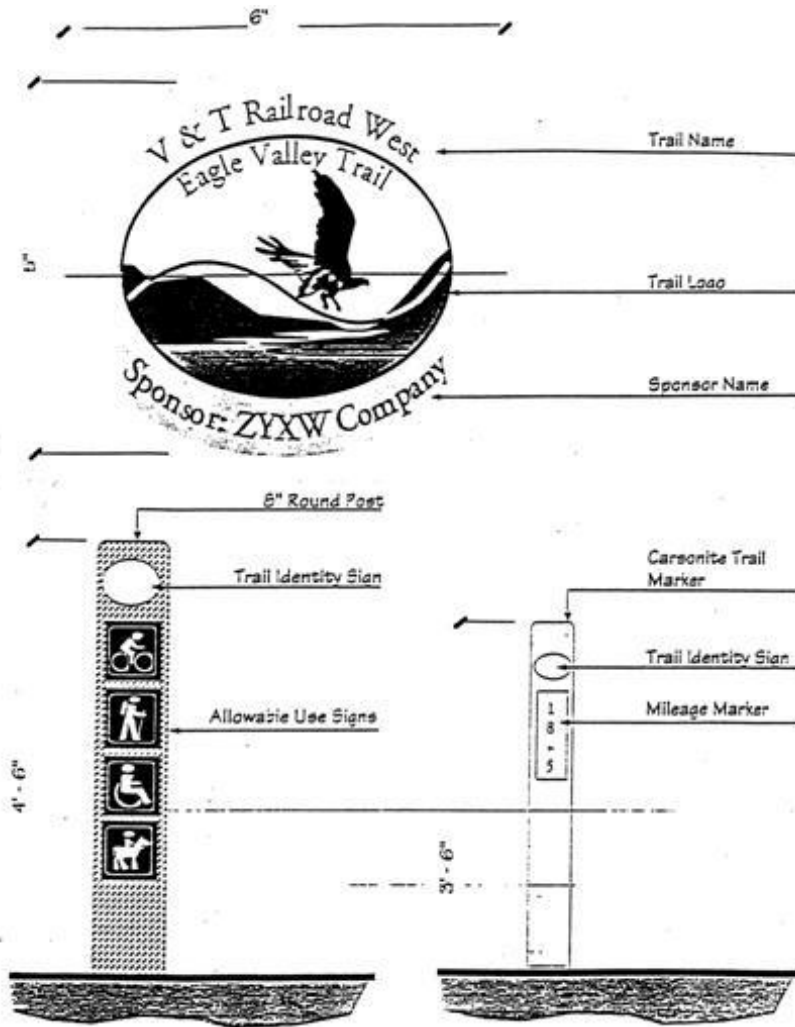 6"
V & T Railroad West
Eagle Valley Trail
Trail Name
5"
Trail Logo
Sponsor Name
Sponsor: ZYXW Company
6" Round Post
Trail Identity Sign
Allowable Use Signs
4' - 6"
Carsonite Trail
Marker
Trail Identity Sign
Mileage Marker
1
8
.
5
3' - 6"